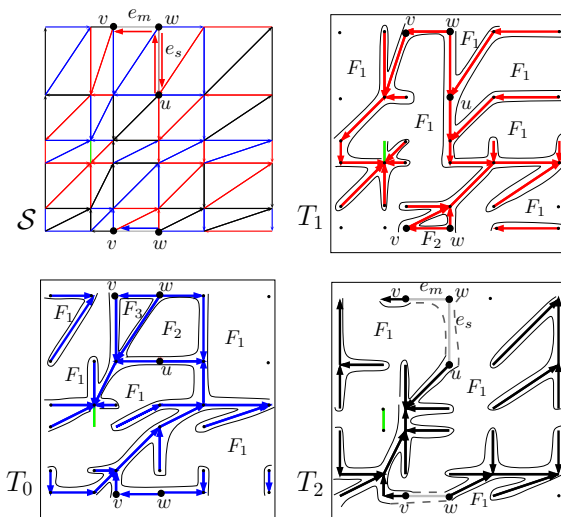 v e_m w
e_s
u
S
v w
v w
F_1 F_1
u
F_1
F_1
F_1
T_1
v F_2 w
v w
F_1 F_3
F_2
F_1
u
F_1
F_1
F_1
T_0
v w
v e_m w
e_s
F_1
u
F_1
T_2
v w
F_1